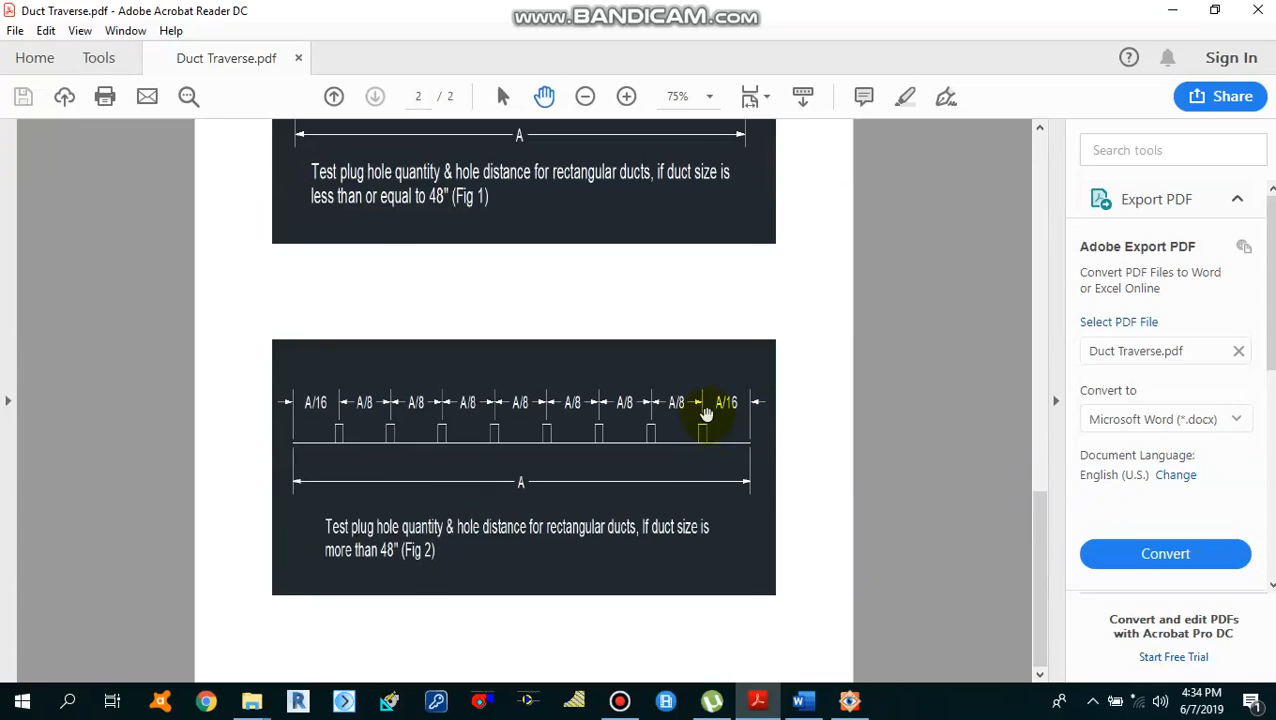 Duct Traverse.pdf - Adobe Acrobat Reader DC
www.BANDICAM.com
File Edit View Window Help
Home Tools Duct Traverse.pdf × Sign In
2 / 2 75% Share
A
Test plug hole quantity & hole distance for rectangular ducts, if duct size is
less than or equal to 48" (Fig 1)
A/16 A/8 A/8 A/8 A/8 A/8 A/8 A/8 A/16
A
Test plug hole quantity & hole distance for rectangular ducts, If duct size is
more than 48" (Fig 2)
Search tools
Export PDF
Adobe Export PDF
Convert PDF Files to Word
or Excel Online
Select PDF File
Duct Traverse.pdf
Convert to
Microsoft Word (*.docx)
Document Language:
English (U.S.) Change
Convert
Convert and edit PDFs
with Acrobat Pro DC
Start Free Trial
4:34 PM
6/7/2019